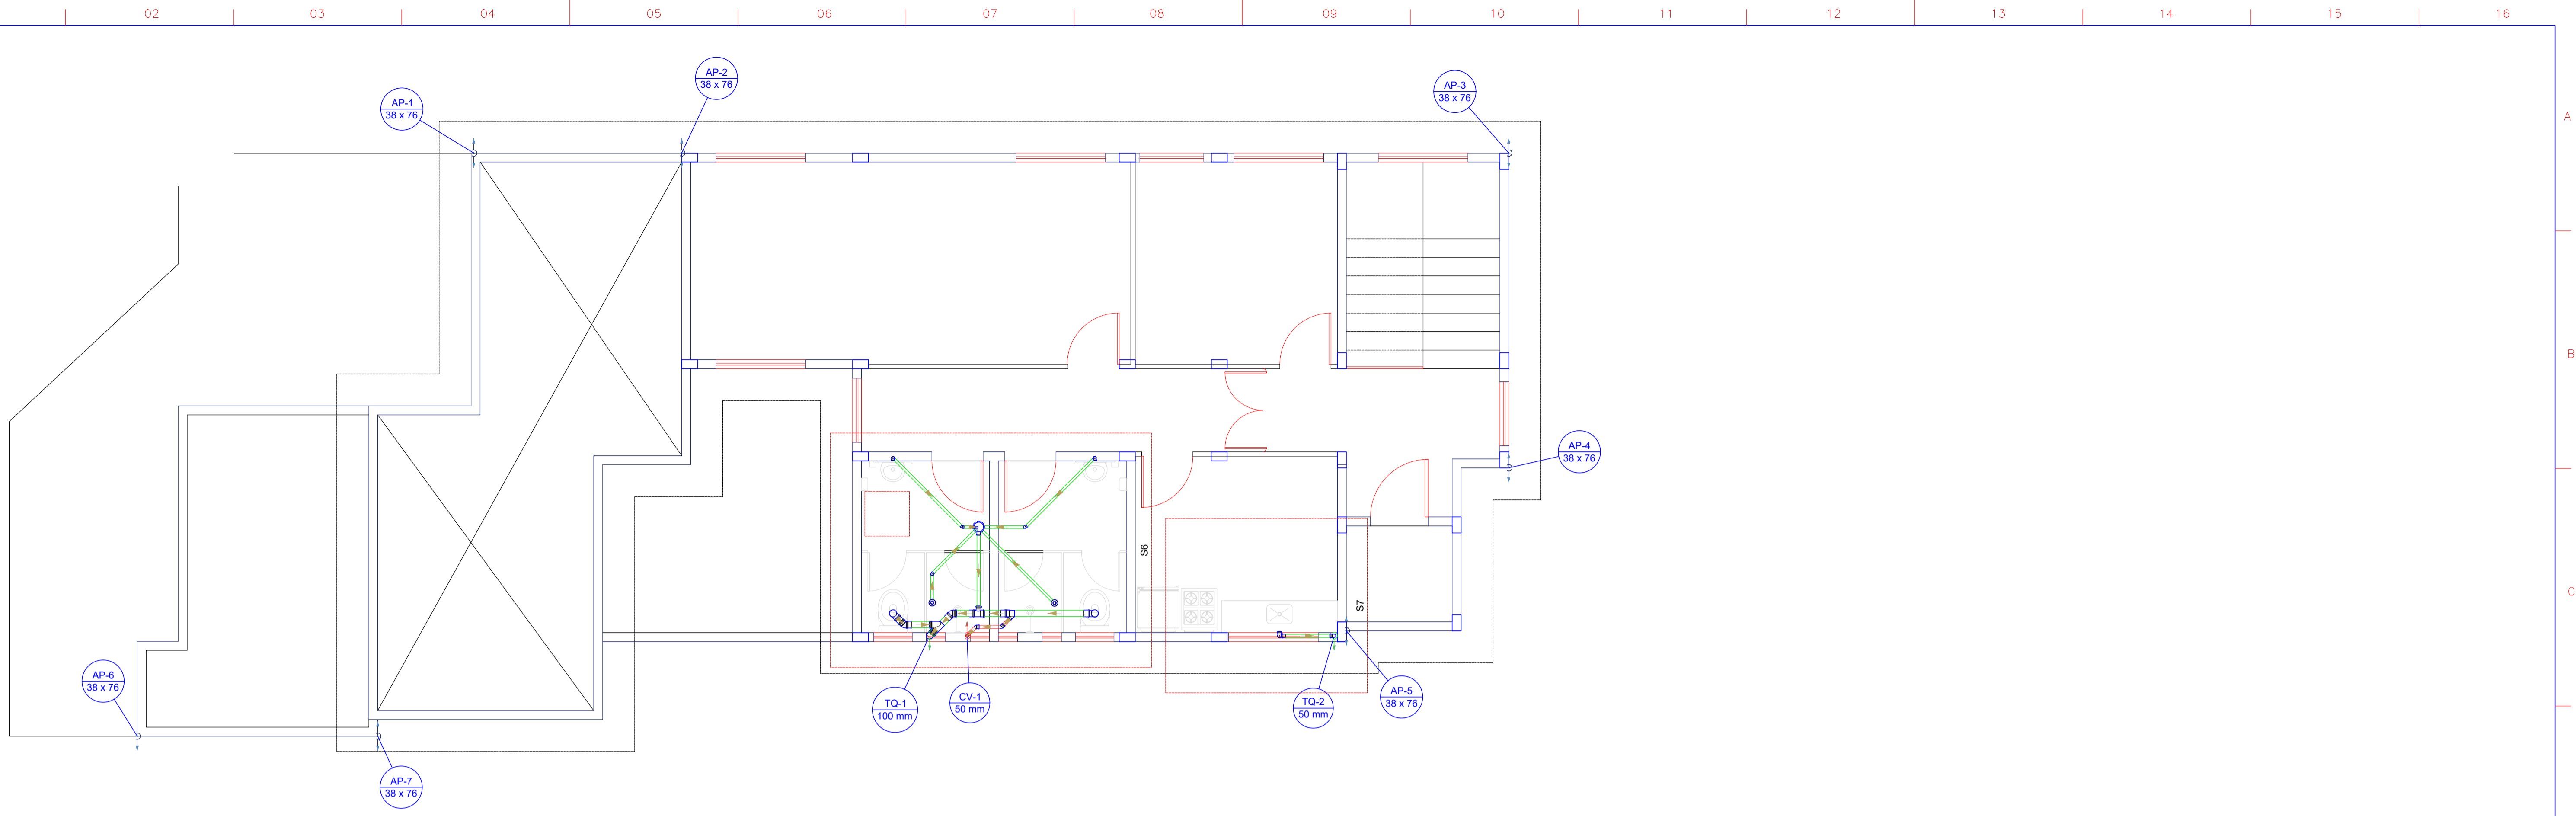 02 03 04 05 06 07 08 09 10 11 12 13 14 15 16
AP-2
38 x 76
AP-3
38 x 76
AP-1
38 x 76
A
B
AP-4
38 x 76
S6
C
S7
AP-6
38 x 76
TQ-1
100 mm
CV-1
50 mm
TQ-2
50 mm
AP-5
38 x 76
AP-7
38 x 76